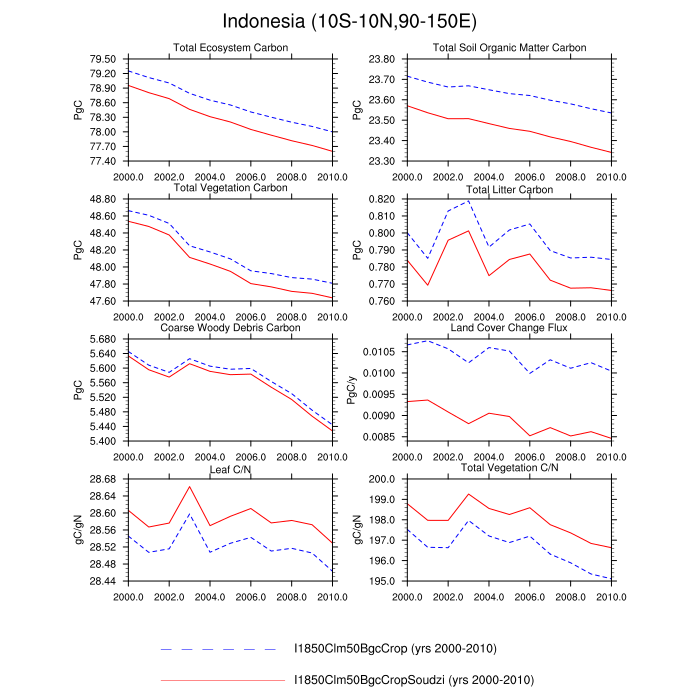 Indonesia (10S-10N,90-150E)
Total Ecosystem Carbon
Total Soil Organic Matter Carbon
79.50
79.20
78.90
78.60
78.30
78.00
77.70
77.40
PgC
2000.0 2002.0 2004.0 2006.0 2008.0 2010.0
23.80
23.70
23.60
23.50
23.40
23.30
PgC
2000.0 2002.0 2004.0 2006.0 2008.0 2010.0
Total Vegetation Carbon
Total Litter Carbon
48.80
48.60
48.40
48.20
48.00
47.80
47.60
PgC
2000.0 2002.0 2004.0 2006.0 2008.0 2010.0
0.820
0.810
0.800
0.790
0.780
0.770
0.760
PgC
2000.0 2002.0 2004.0 2006.0 2008.0 2010.0
Coarse Woody Debris Carbon
Land Cover Change Flux
5.680
5.640
5.600
5.560
5.520
5.480
5.440
5.400
PgC
2000.0 2002.0 2004.0 2006.0 2008.0 2010.0
0.0105
0.0100
0.0095
0.0090
0.0085
PgC/y
2000.0 2002.0 2004.0 2006.0 2008.0 2010.0
Leaf C/N
Total Vegetation C/N
28.68
28.64
28.60
28.56
28.52
28.48
28.44
gC/gN
2000.0 2002.0 2004.0 2006.0 2008.0 2010.0
200.0
199.0
198.0
197.0
196.0
195.0
gC/gN
2000.0 2002.0 2004.0 2006.0 2008.0 2010.0
I1850Clm50BgcCrop (yrs 2000-2010)
I1850Clm50BgcCropSoudzi (yrs 2000-2010)